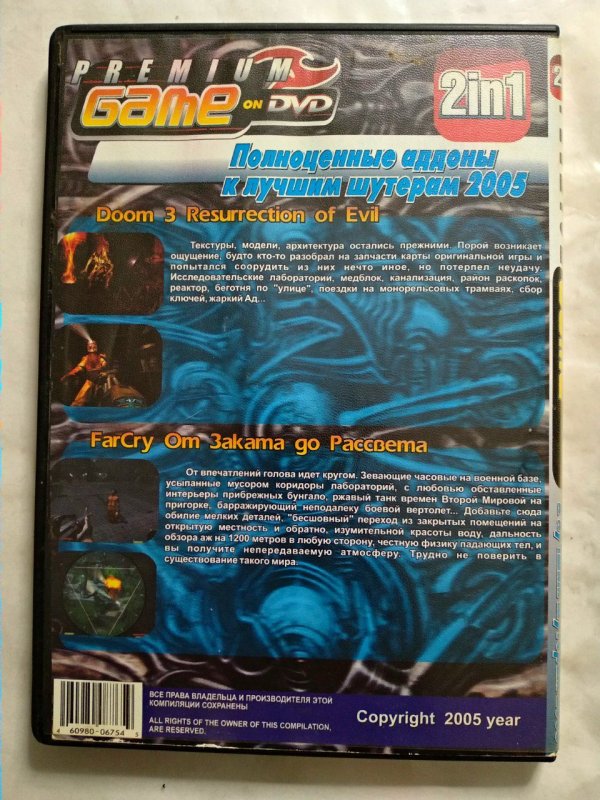 PREMIUM
Game ON DVD
2in1
Полноценные аддоны
к лучшим шутерам 2005
Doom 3 Resurrection of Evil
Текстуры, модели, архитектура остались прежними. Порой возникает
ощущение, будто кто-то разобрал на запчасти карты оригинальной игры и
попытался соорудить из них нечто иное, но потерпел неудачу.
Исследовательские лаборатории, медблок, канализация, район раскопок,
реактор, беготня по "улице", поездки на монорельсовых трамваях, сбор
ключей, жаркий Ад...
FarCry От Заката до Рассвета
От впечатлений голова идет кругом. Зевающие часовые на военной базе,
усыпанные мусором коридоры лабораторий, с любовью обставленные
интерьеры прибрежных бунгало, ржавый танк времен Второй Мировой на
пригорке, барражирующий неподалеку боевой вертолет... Добавьте сюда
обилие мелких деталей, "бесшовный" переход из закрытых помещений на
открытую местность и обратно, изумительной красоты воду, дальность
обзора аж на 1200 метров в любую сторону, честную физику падающих тел, и
вы получите непередаваемую атмосферу. Трудно не поверить в
существование такого мира.
ВСЕ ПРАВА ВЛАДЕЛЬЦА И ПРОИЗВОДИТЕЛЯ ЭТОЙ
КОМПИЛЯЦИИ СОХРАНЕНЫ
ALL RIGHTS OF THE OWNER OF THIS COMPILATION,
ARE RESERVED.
Copyright 2005 year
4 60980 06754 5